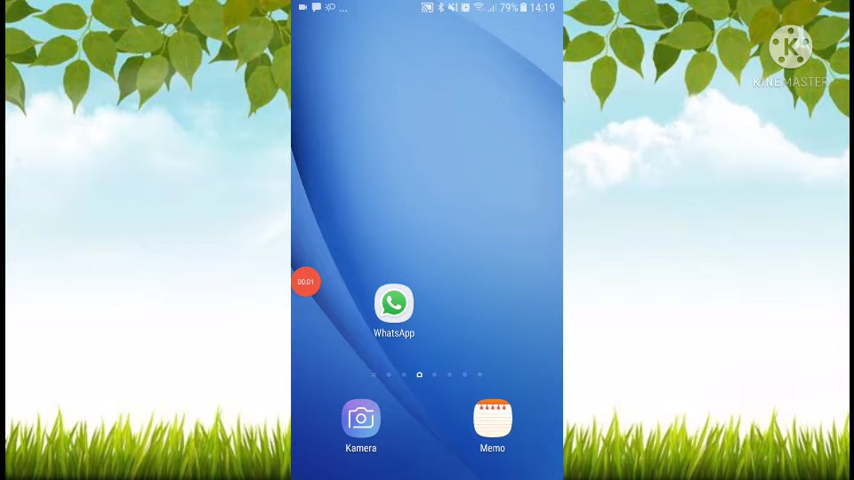 ... 79% 14:19
K
KINEMASTER
00:01
WhatsApp
Kamera
Memo